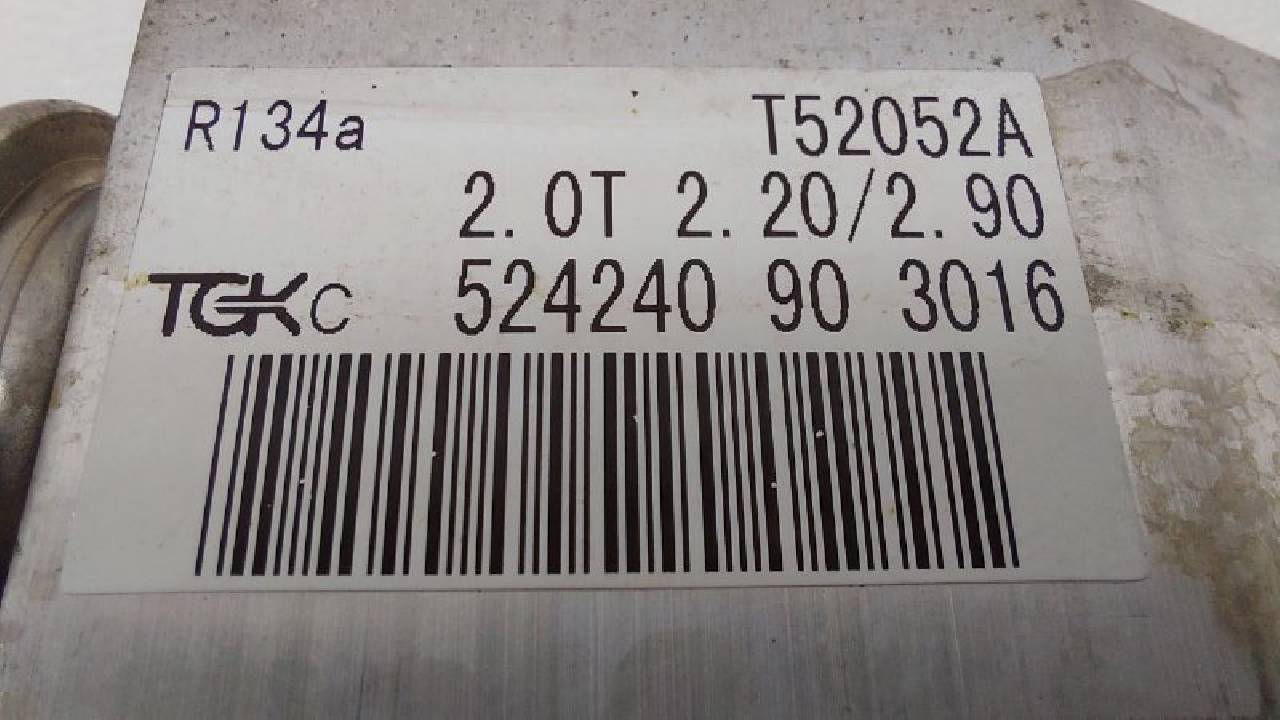 R134a T52052A
2.0T 2.20/2.90
TGK C 524240 90 3016